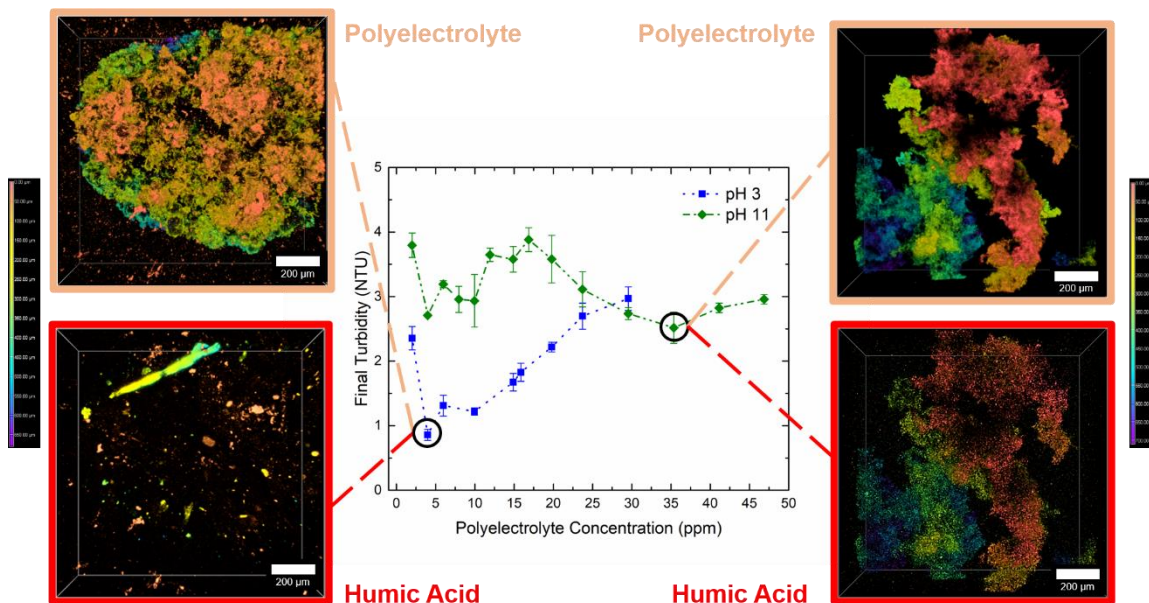 Polyelectrolyte
Polyelectrolyte
200 µm
200 µm
5
4
3
2
1
0
Final Turbidity (NTU)
pH 3
pH 11
0 5 10 15 20 25 30 35 40 45 50
Polyelectrolyte Concentration (ppm)
200 µm
200 µm
Humic Acid
Humic Acid